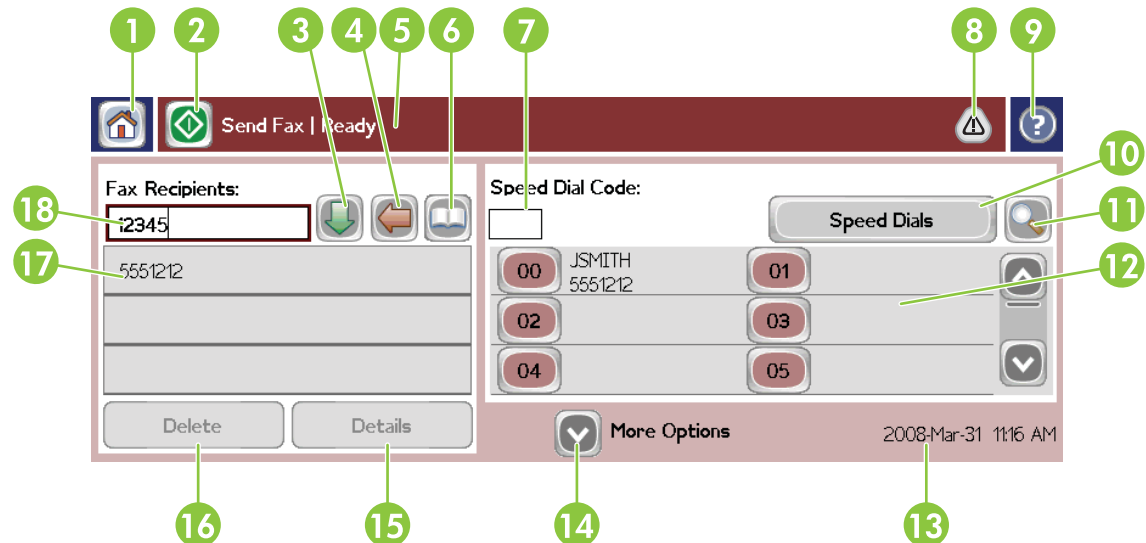 1 2 3 4 5 6 7 8 9
Send Fax | Ready
?
10
Fax Recipients:
Speed Dial Code:
18
12345
Speed Dials
11
17
5551212
00 JSMITH 01
5551212
12
02 03
04 05
Delete Details
More Options
2008-Mar-31 11:16 AM
16 15 14 13